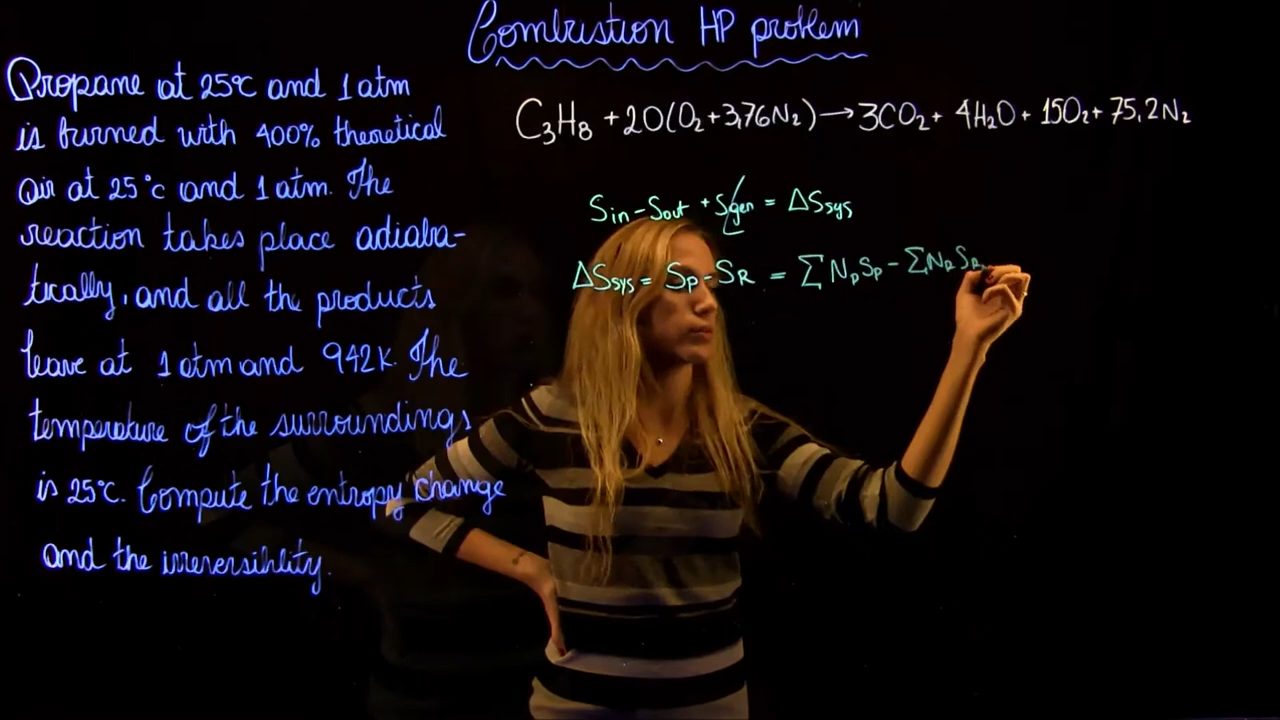 Combustion HP problem
Propane at 25°C and 1 atm
is burned with 400% theoretical
air at 25°C and 1 atm. The
reaction takes place adiaba-
tically, and all the products
leave at 1 atm and 942K. The
temperature of the surroundings
is 25°C. Compute the entropy change
and the irreversiblity.
C₃H₈ + 20(O₂+3,76N₂) → 3CO₂ + 4H₂O + 15O₂ + 75,2N₂
Sin - Sout + Sgen = ΔSsys
ΔSsys = Sp - SR = ΣNpSp - ΣNRSR